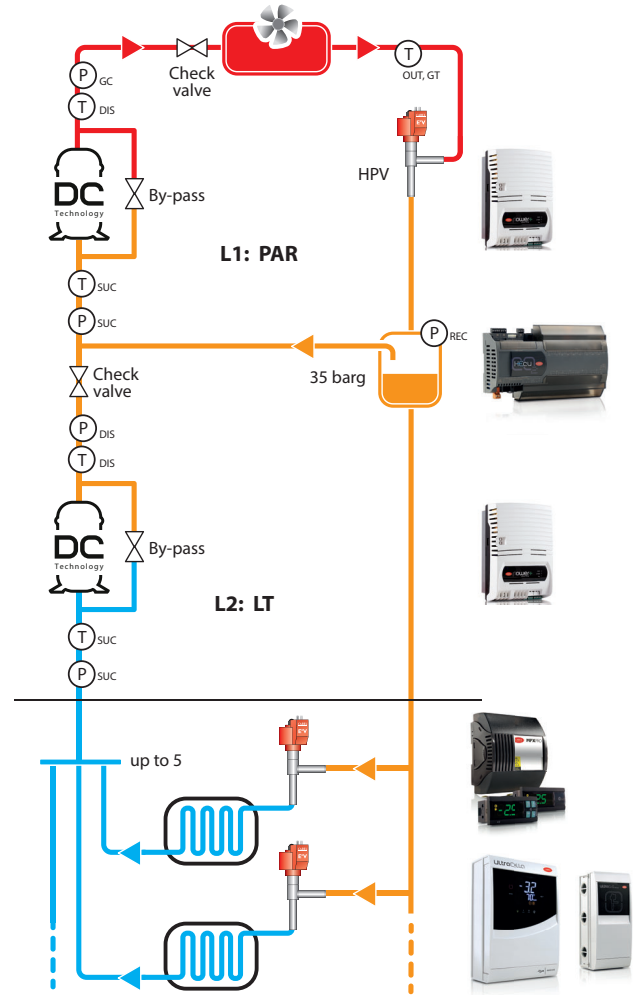 Check
valve
T
OUT, GT
P
GC
T
DIS
HPV
DC
Technology
By-pass
L1: PAR
T
SUC
P
SUC
P
REC
35 barg
Check
valve
P
DIS
T
DIS
DC
Technology
By-pass
L2: LT
T
SUC
P
SUC
up to 5